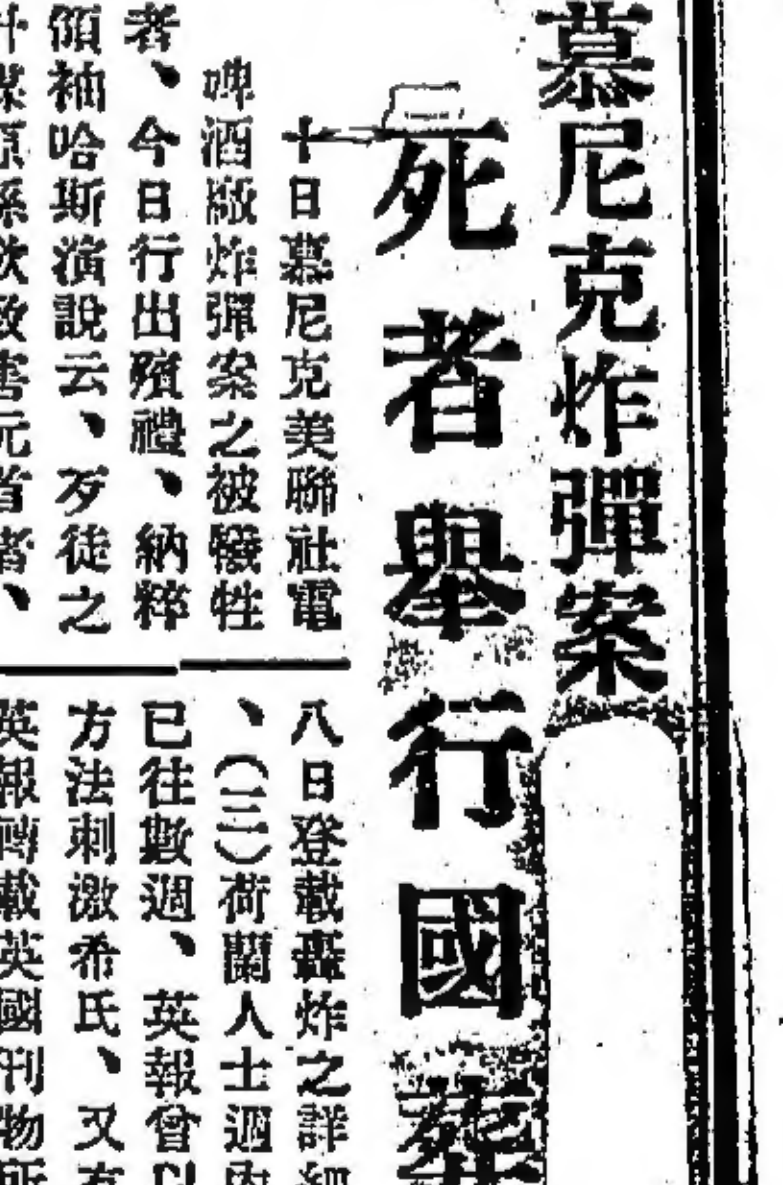 慕尼克炸彈案
死者舉行國葬
十日慕尼克美聯社電
啤酒廠炸彈案之被犧牲
者、今日行出殯禮、納粹
領袖哈斯演說云、歹徒之
謀原係欲殺害元首者、
八日登載轟炸之詳細
、(三)荷蘭人士週內
已往數週、英報曾以
方法刺激希氏、又有
英報轉載英國刊物所